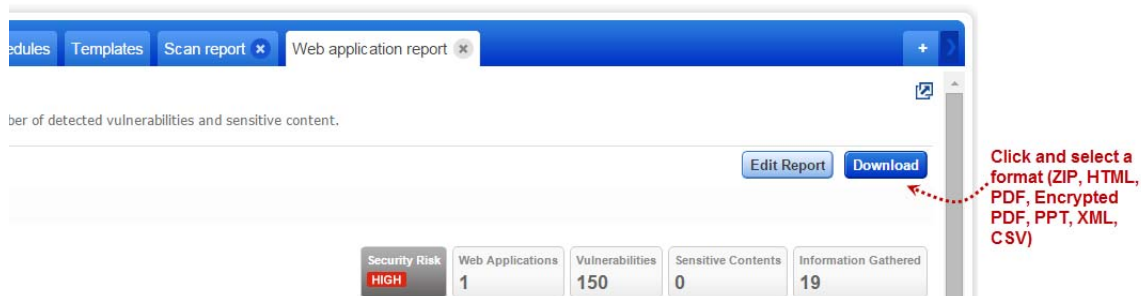 Templates Scan report Web application report +
of detected vulnerabilities and sensitive content.
Edit Report Download
Click and select a
format (ZIP, HTML,
PDF, Encrypted
PDF, PPT, XML,
CSV)
Security Risk Web Applications Vulnerabilities Sensitive Contents Information Gathered
HIGH 1 150 0 19